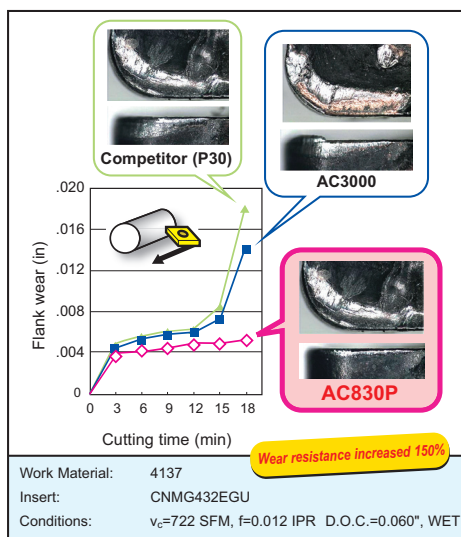 Competitor (P30)
AC3000
.020
.016
.012
.008
.004
0
Flank wear (in)
0 3 6 9 12 15 18
Cutting time (min)
AC830P
Wear resistance increased 150%
Work Material: 4137
Insert: CNMG432EGU
Conditions: vc=722 SFM, f=0.012 IPR D.O.C.=0.060", WET